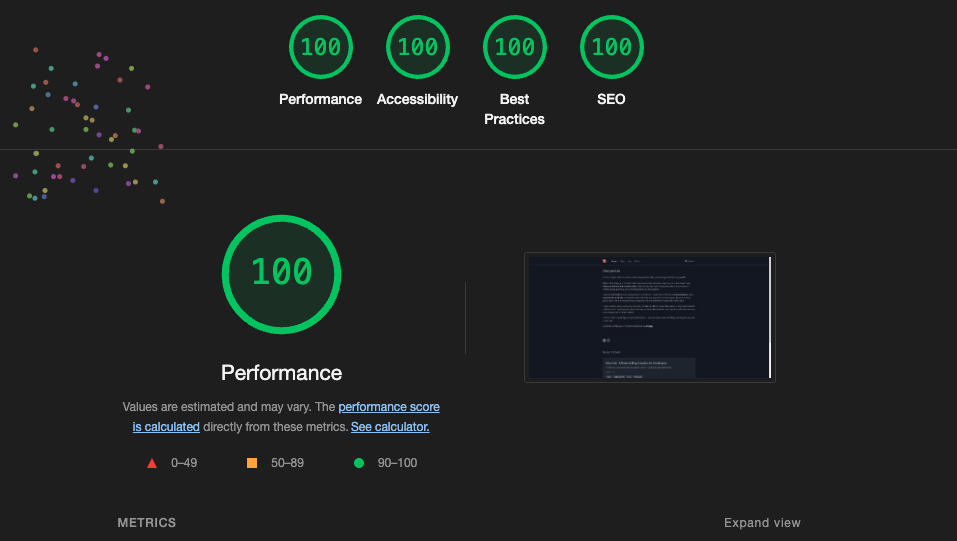 100 100 100 100
Performance Accessibility Best Practices SEO
100
Performance
Values are estimated and may vary. The performance score
is calculated directly from these metrics. See calculator.
0–49 50–89 90–100
METRICS Expand view